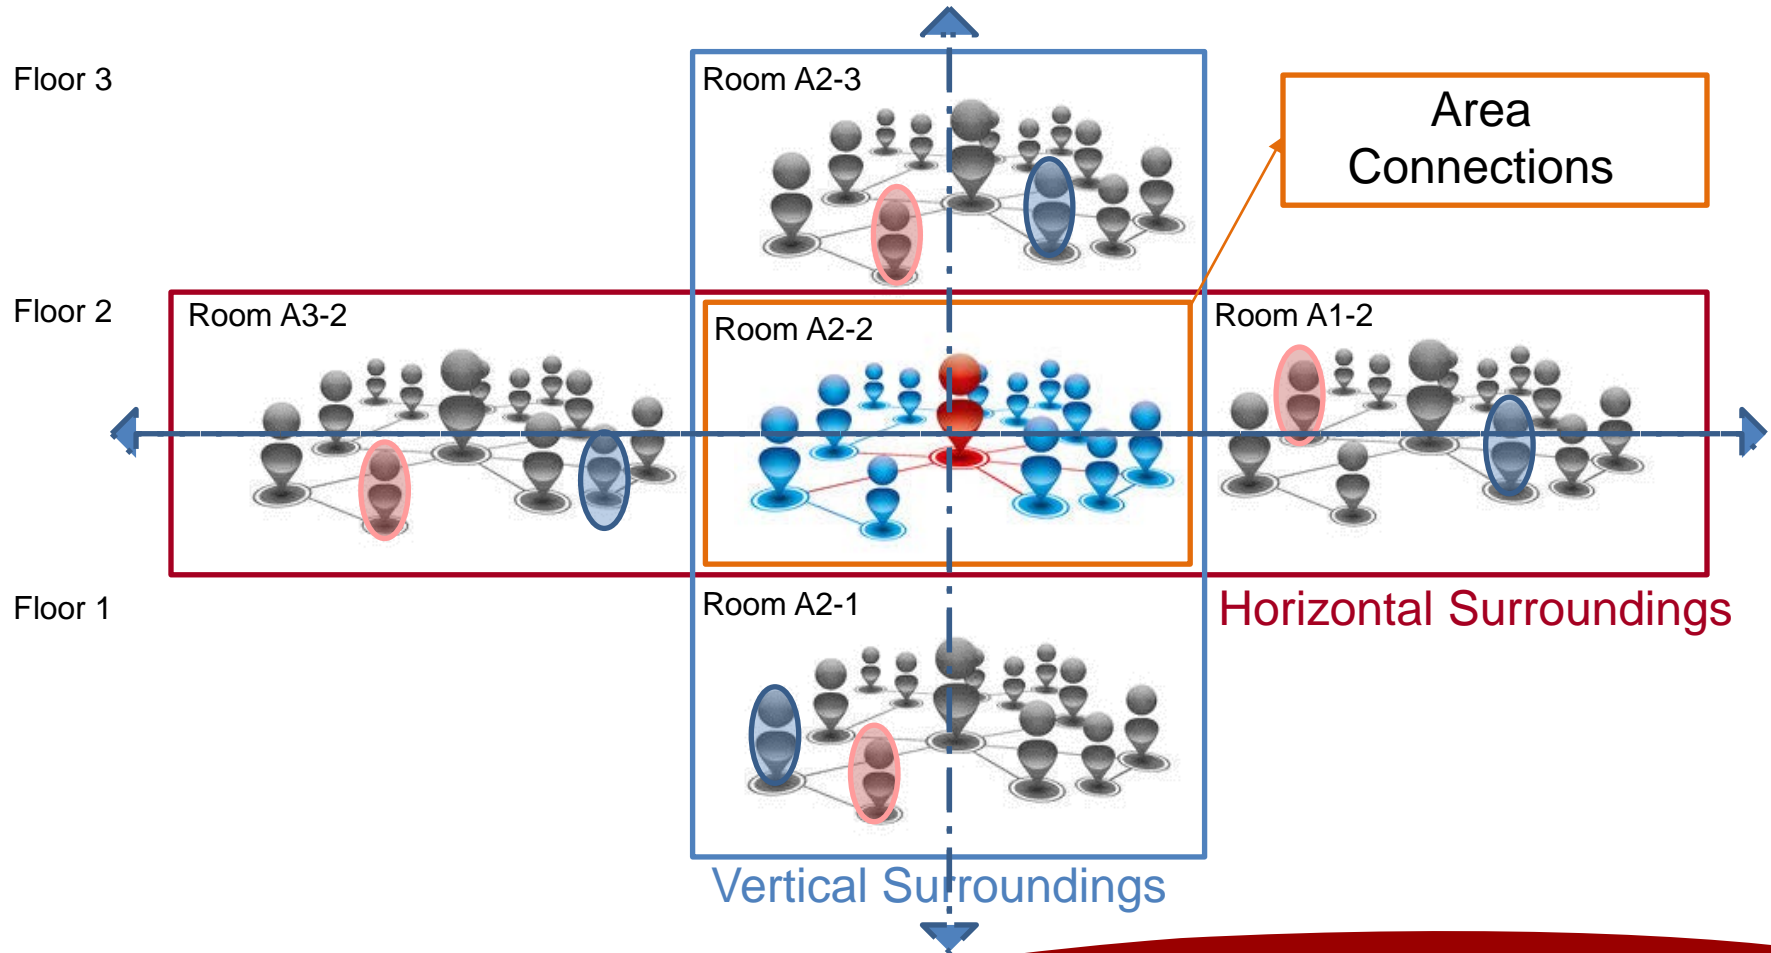 Floor 3
Room A2-3
Area
Connections
Floor 2
Room A3-2
Room A2-2
Room A1-2
Floor 1
Room A2-1
Horizontal Surroundings
Vertical Surroundings